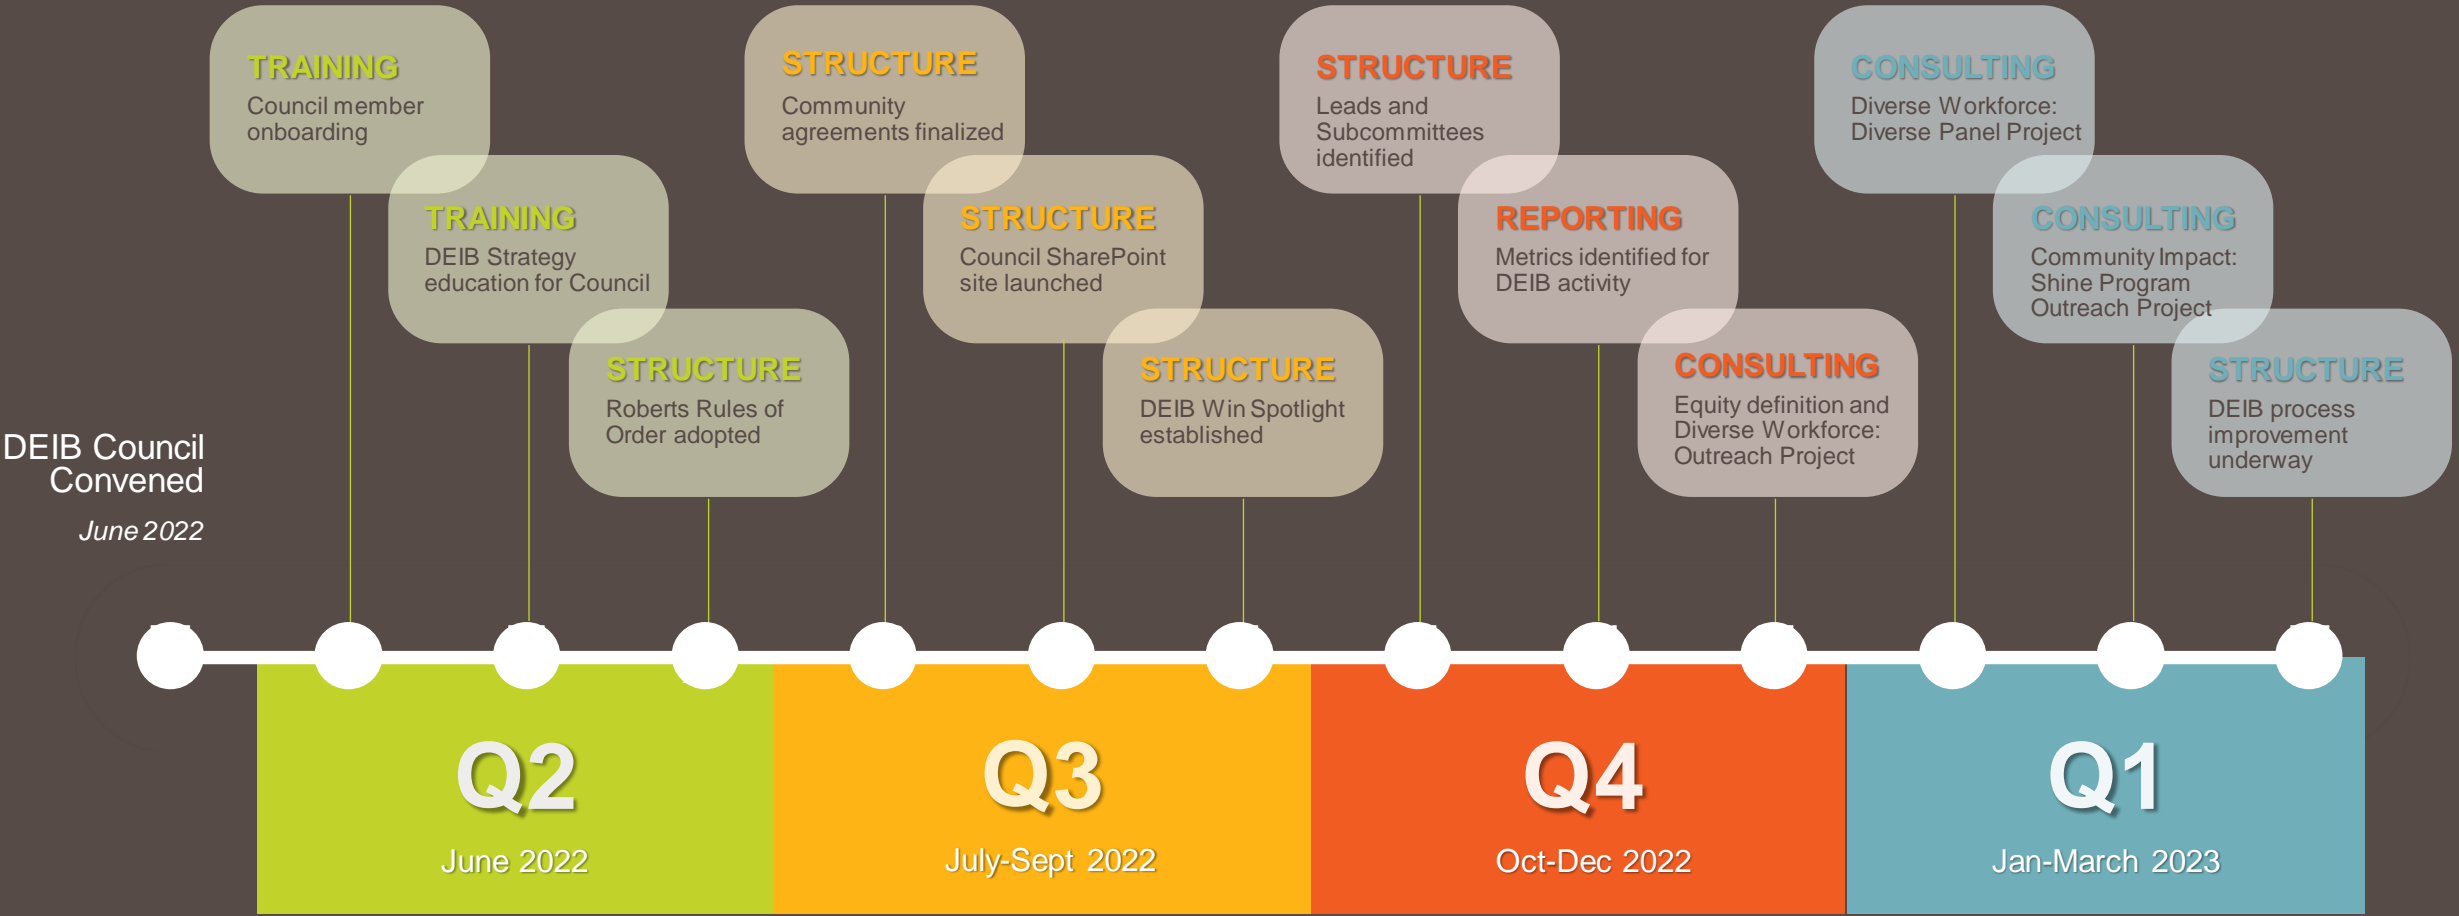 DEIB Council
Convened
June 2022
TRAINING
Council member
onboarding
TRAINING
DEIB Strategy
education for Council
STRUCTURE
Roberts Rules of
Order adopted
STRUCTURE
Community
agreements finalized
STRUCTURE
Council SharePoint
site launched
STRUCTURE
DEIB Win Spotlight
established
STRUCTURE
Leads and
Subcommittees
identified
REPORTING
Metrics identified for
DEIB activity
CONSULTING
Equity definition and
Diverse Workforce:
Outreach Project
CONSULTING
Diverse Workforce:
Diverse Panel Project
CONSULTING
Community Impact:
Shine Program
Outreach Project
STRUCTURE
DEIB process
improvement
underway
Q2
June 2022
Q3
July-Sept 2022
Q4
Oct-Dec 2022
Q1
Jan-March 2023